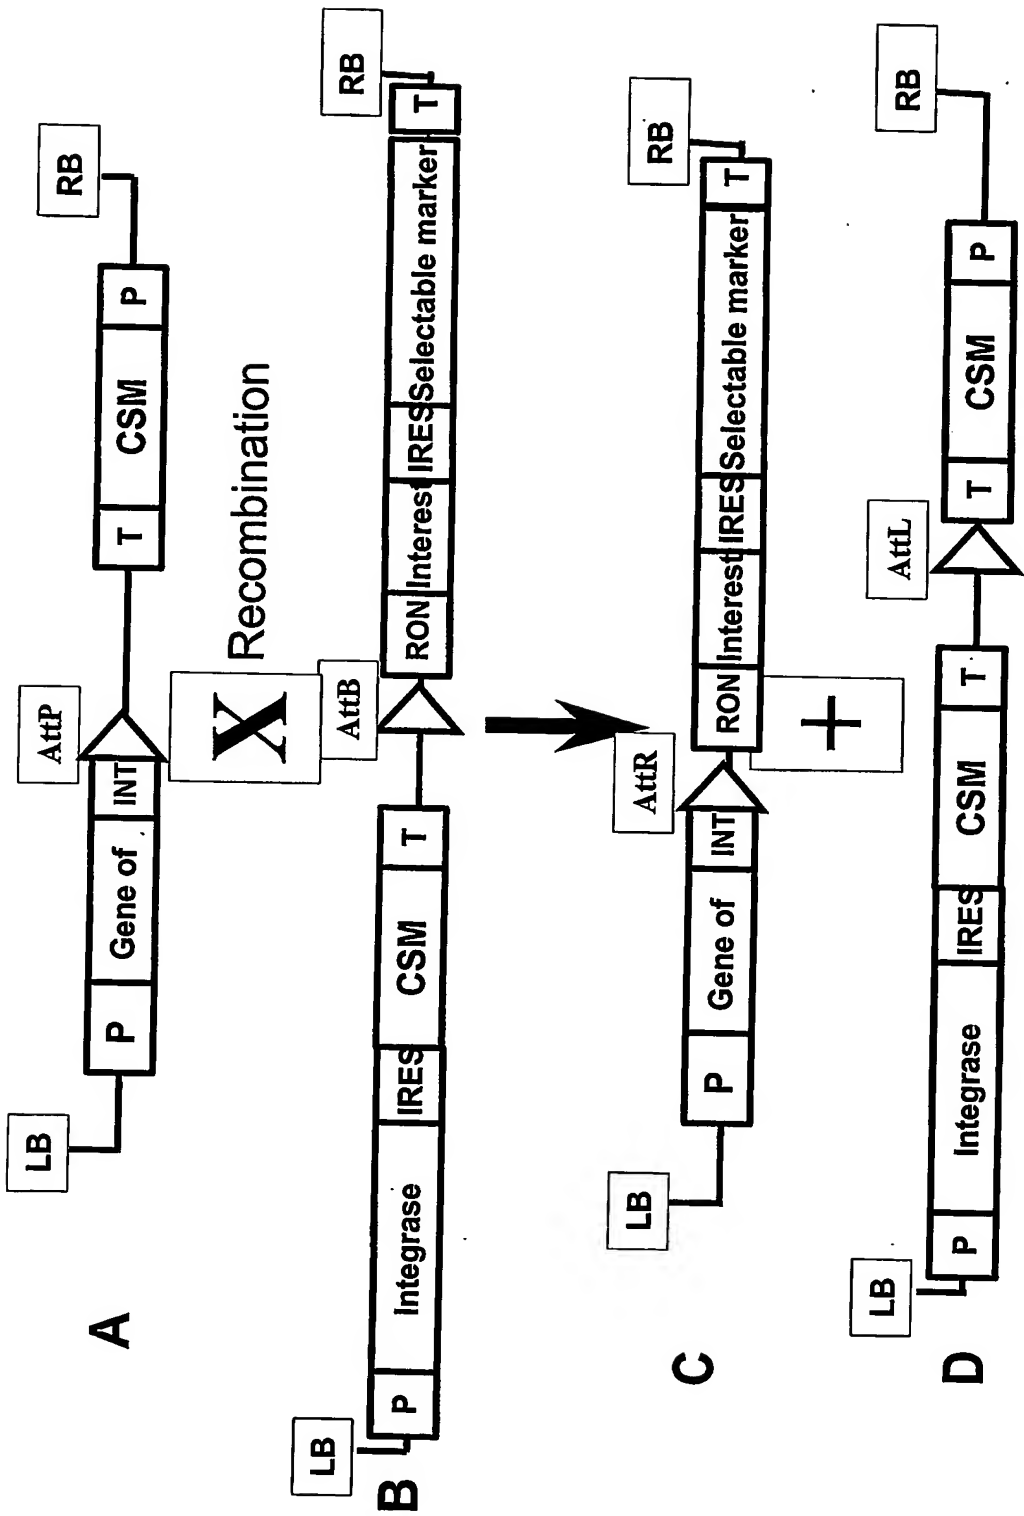 A
LB
P
Gene of
INT
AttP
T
CSM
P
RB
X
Recombination
B
LB
P
Integrase
IRES
CSM
T
AttB
RON
Interest
IRES
Selectable marker
T
RB
C
LB
P
Gene of
INT
AttR
RON
Interest
IRES
Selectable marker
T
RB
+
D
LB
P
Integrase
IRES
CSM
T
AttL
T
CSM
P
RB